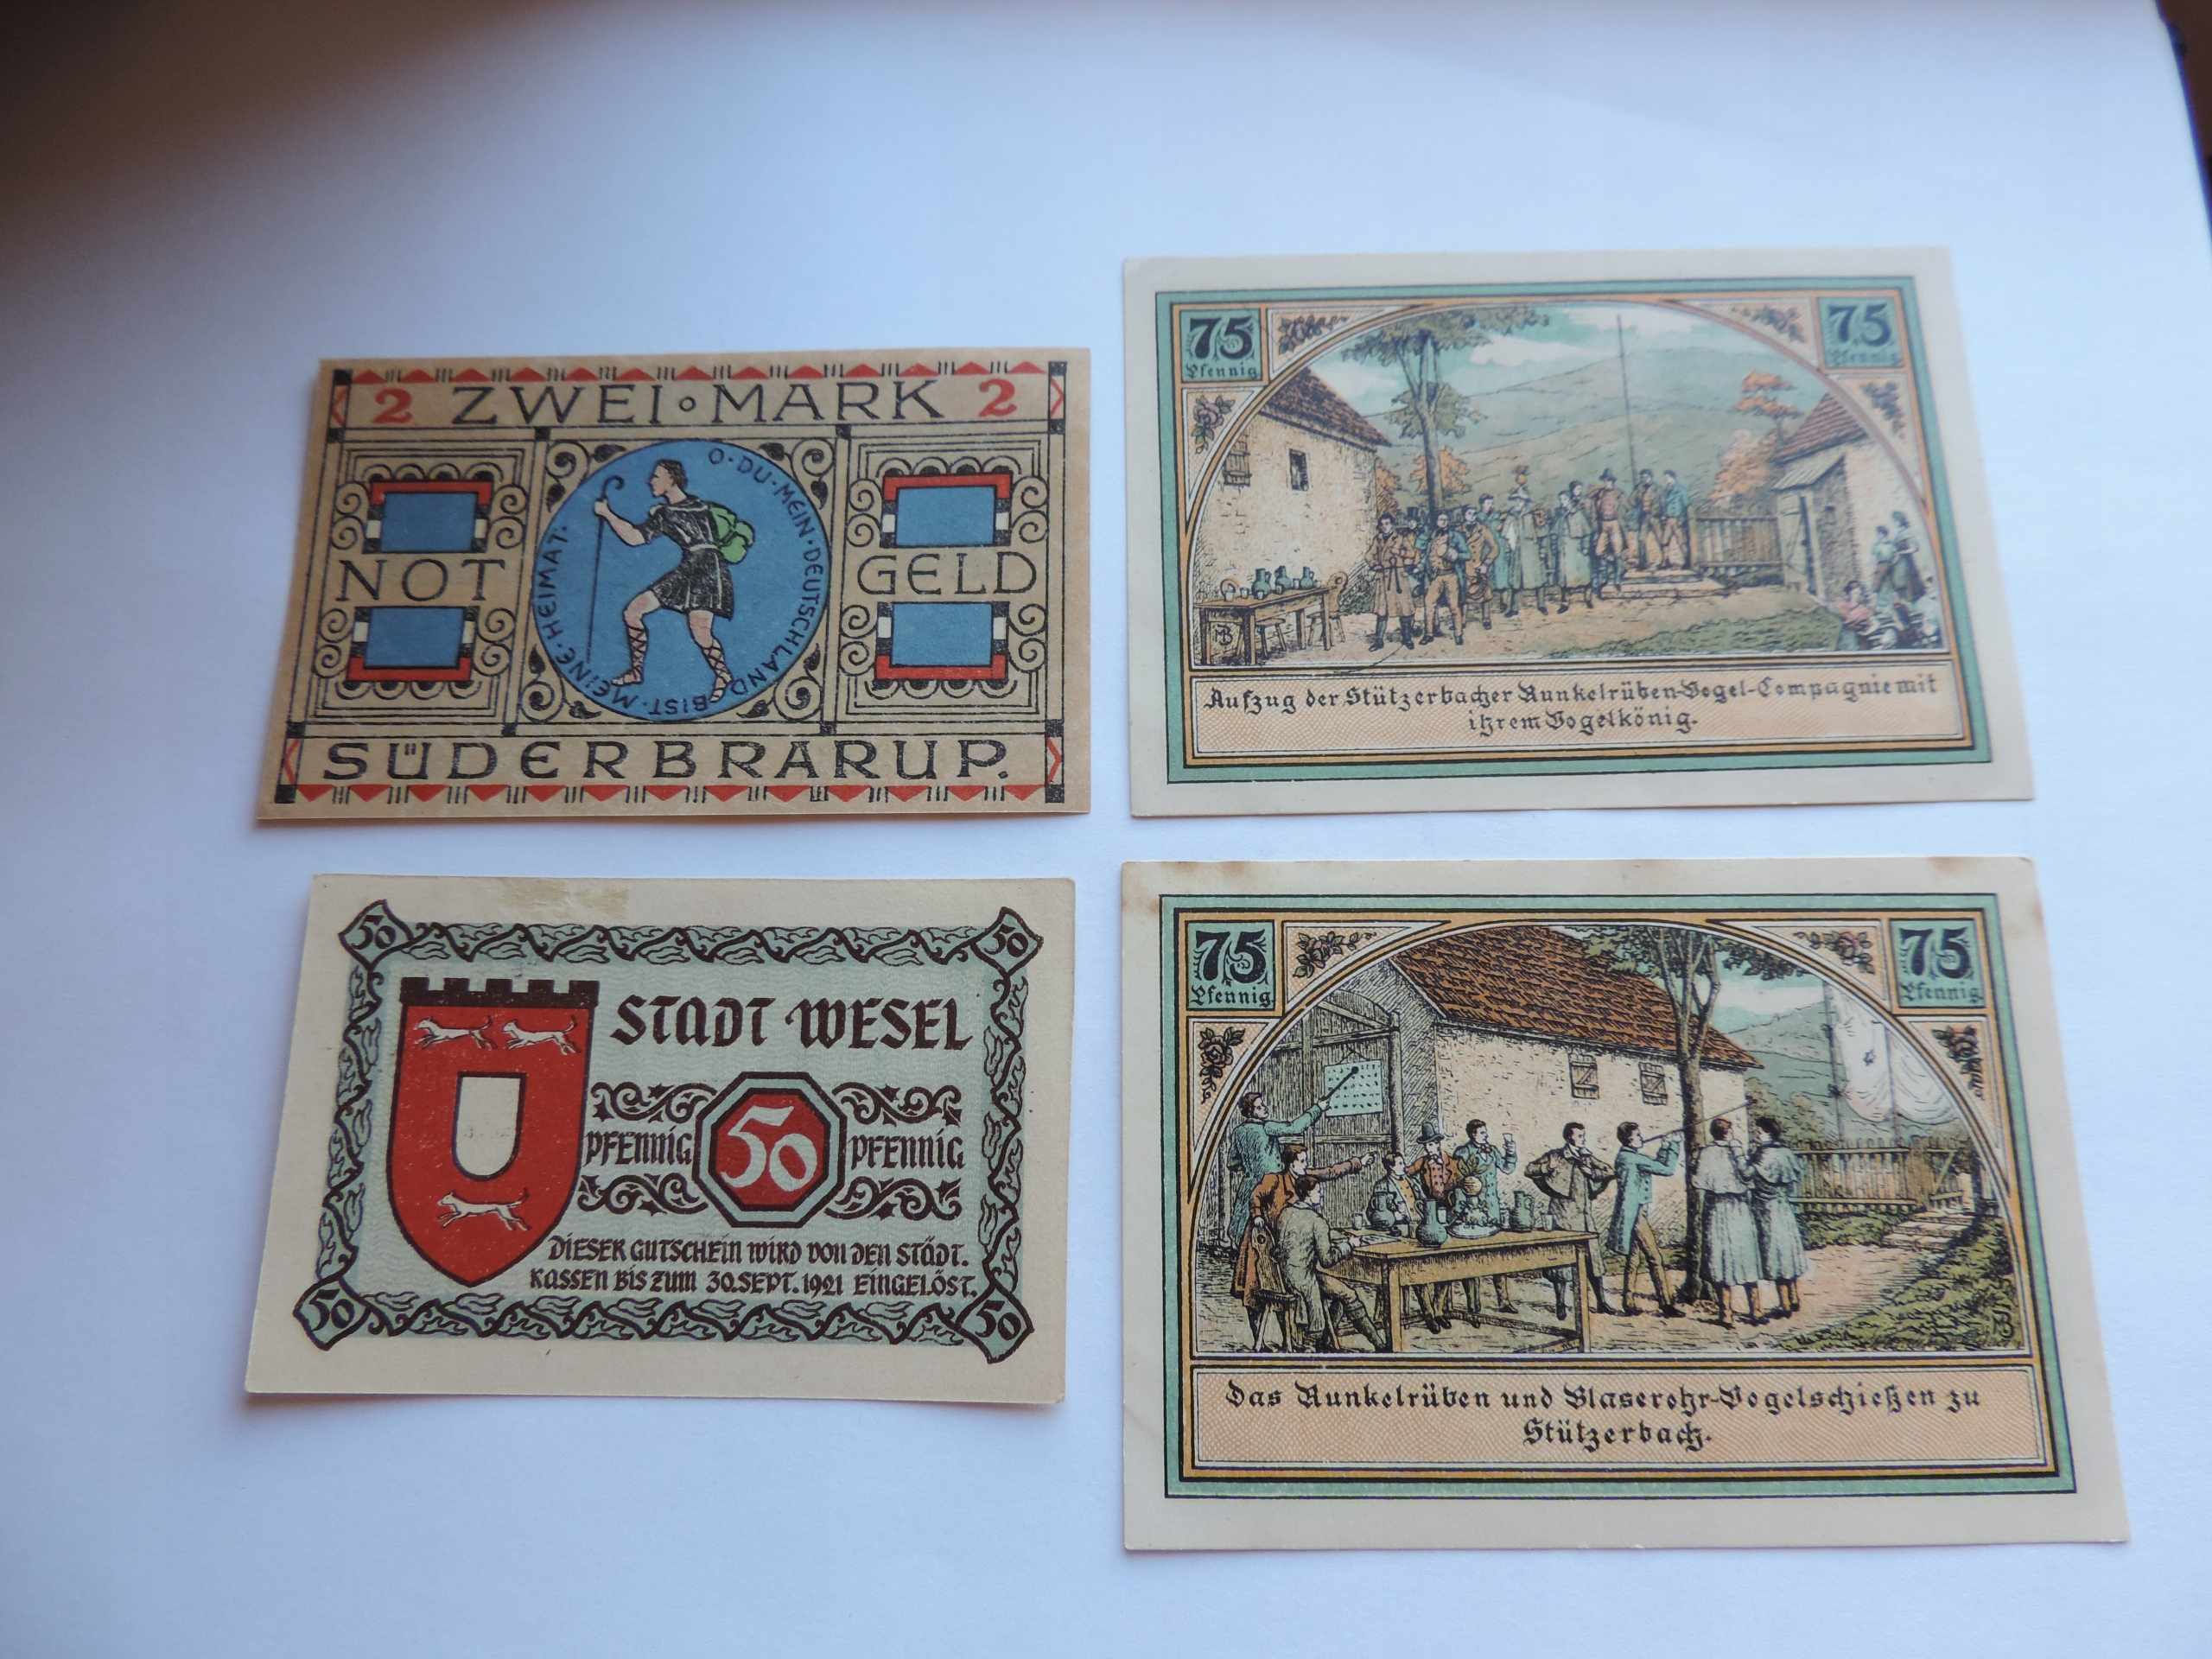 2 ZWEI·MARK 2
O·DU·MEIN·DEUTSCHLAND·BIST·MEINE·HEIMAT.
NOT GELD
SÜDERBRARUP.
75 75
Pfennig Pfennig
MB
Aufzug der Stützerbacher Runkelrüben-Vogel-Compagnie mit
ihrem Vogelkönig.
50 50
STADT WESEL
PFENNIG 50 PFENNIG
DIESER GUTSCHEIN WIRD VON DEN STÄDT.
KASSEN BIS ZUM 30. SEPT. 1921 EINGELÖST.
50 50
75 75
Pfennig Pfennig
Das Runkelrüben und Blaserohr-Vogelschießen zu
Stützerbach.